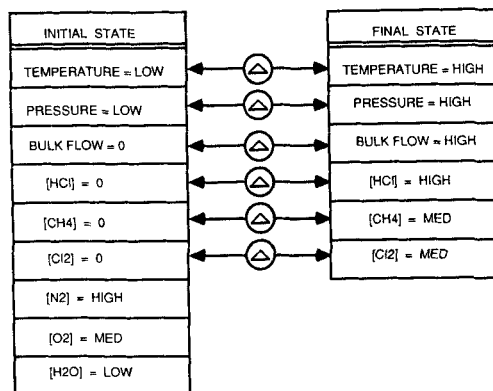 INITIAL STATE
TEMPERATURE = LOW
PRESSURE = LOW
BULK FLOW = 0
[HCl] = 0
[CH4] = 0
[Cl2] = 0
[N2] = HIGH
[O2] = MED
[H2O] = LOW
FINAL STATE
TEMPERATURE = HIGH
PRESSURE = HIGH
BULK FLOW = HIGH
[HCl] = HIGH
[CH4] = MED
[Cl2] = MED